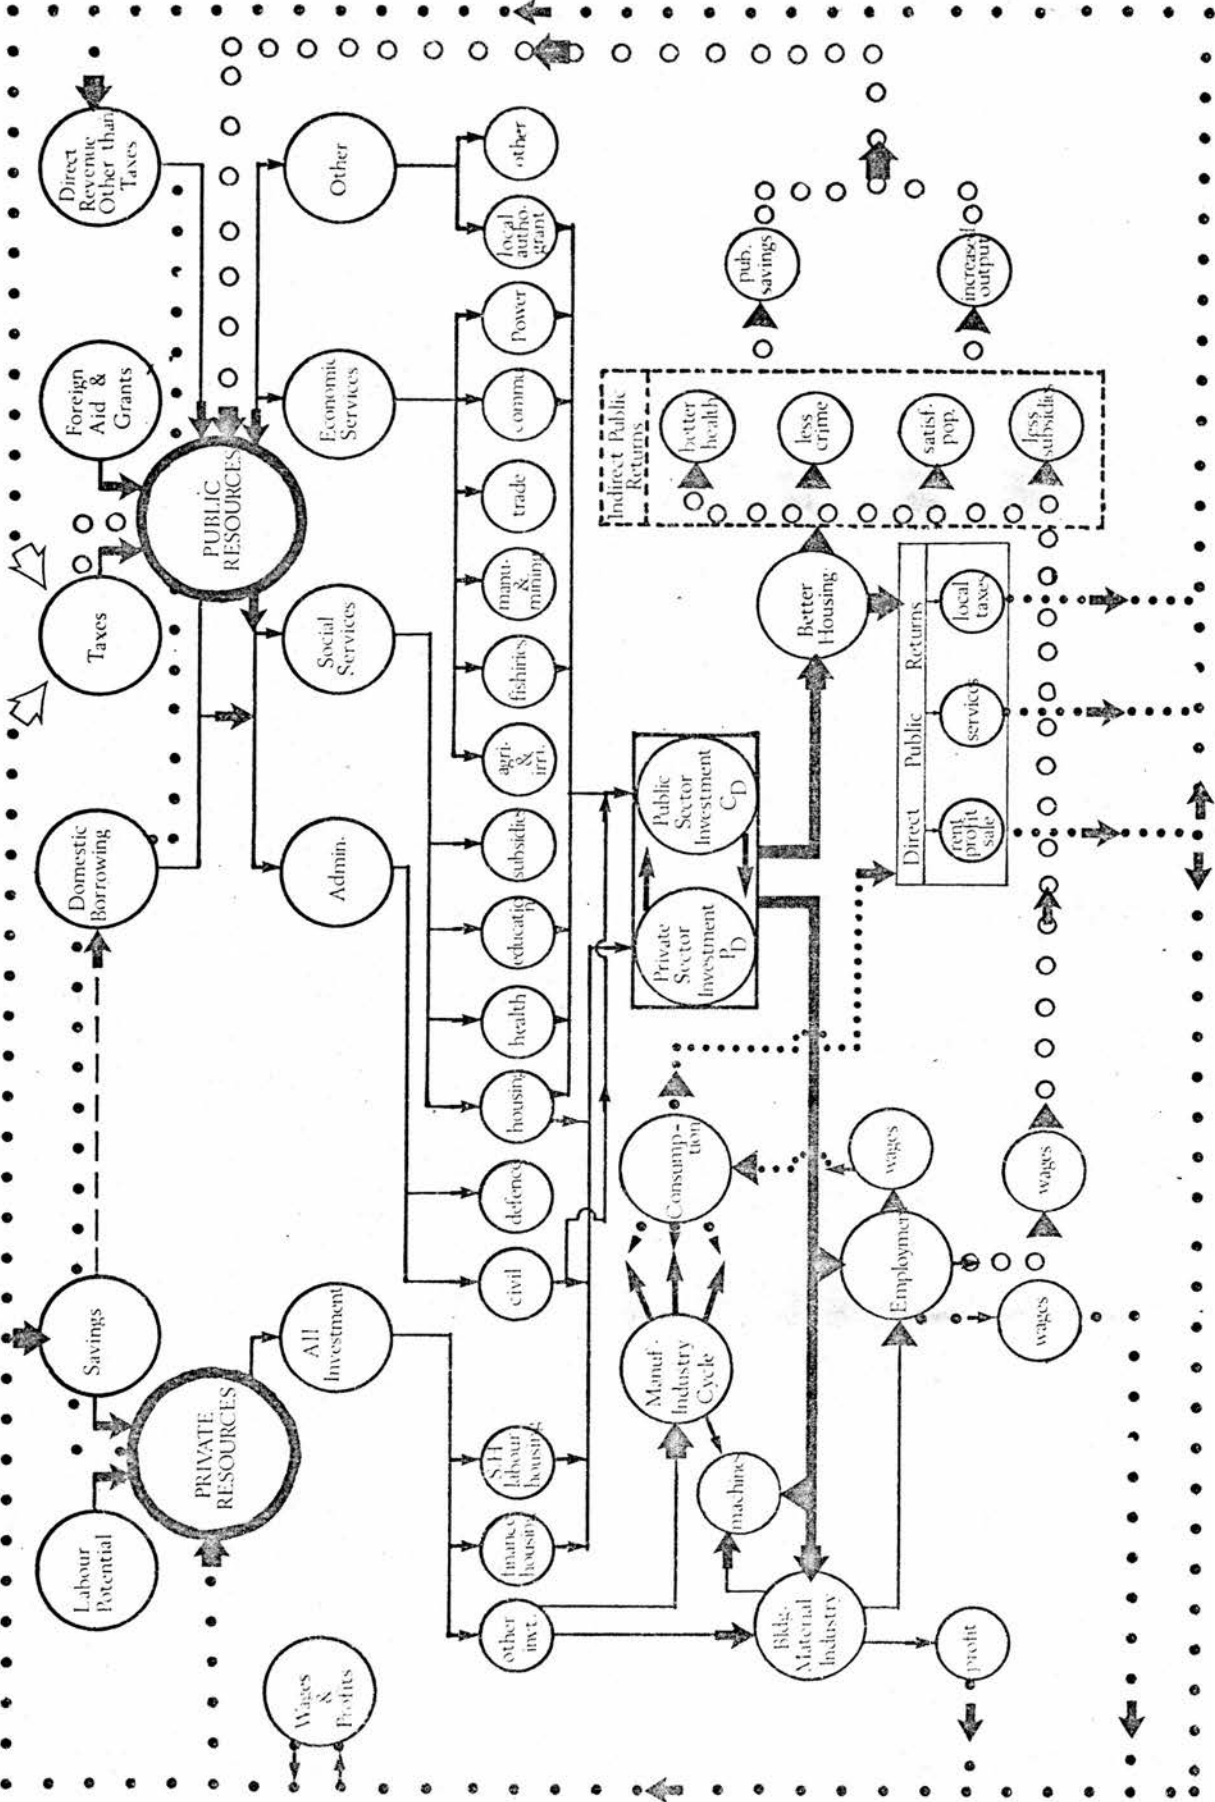 Labour
Potential
Savings
Domestic
Borrowing
Taxes
Foreign
Aid &
Grants
Direct
Revenue
Other than
Taxes
PRIVATE
RESOURCES
PUBLIC
RESOURCES
Wages
&
Profits
All
Investment
Admin.
Social
Services
Economic
Services
Other
other
invt.
finance
housing
S.H
labour
housing
civil
defence
housing
health
education
subsidies
agri-
&
irri.
fishiries
manu-
&
mining
trade
commu
Power
local
autho-
grant
other
Manuf-
Industry
Cycle
Consump-
tion
Private
Sector
Investment
PD
Public
Sector
Investment
CD
Indirect Public
Returns
better
health
less
crime
satisf-
pop.
less
subsidies
pub.
savings
increased
output
machines
Bldg.
Material
Industry
Employmen
wages
Better
Housing.
Direct Public Returns
rent
profit
sale
services
local
taxes
profit
wages
wages